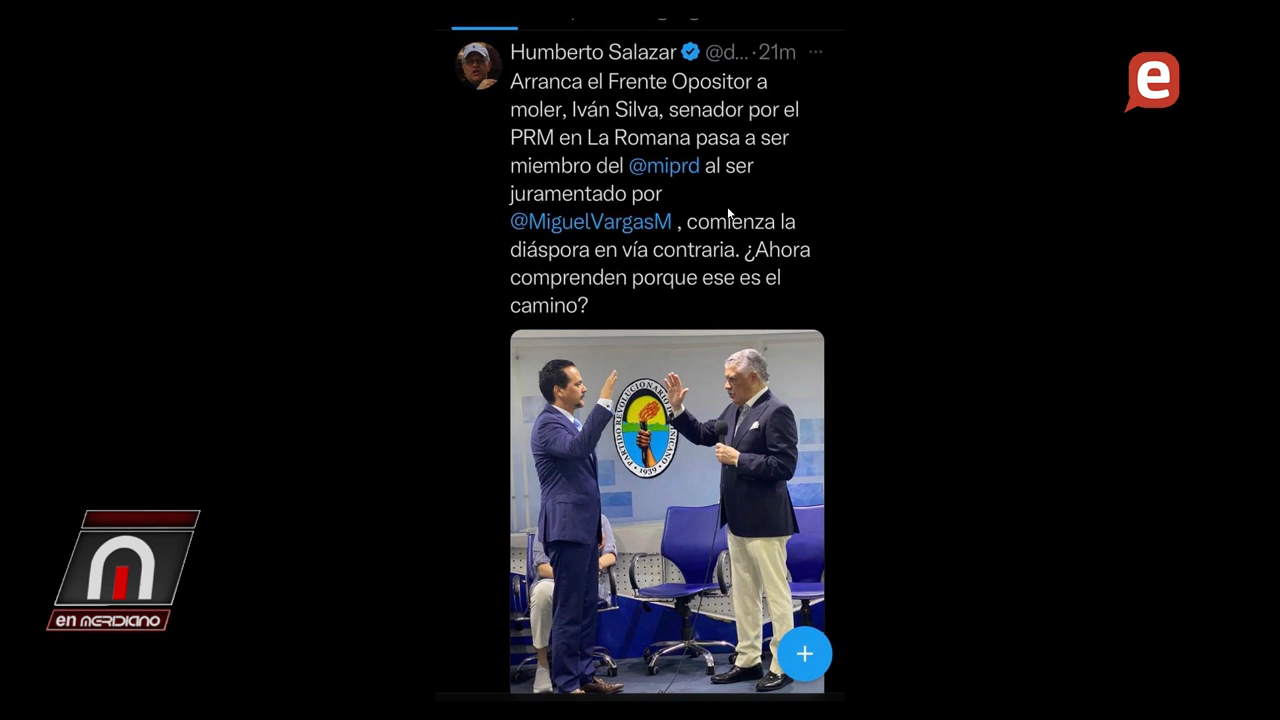 Humberto Salazar @d... · 21m ...
Arranca el Frente Opositor a
moler, Iván Silva, senador por el
PRM en La Romana pasa a ser
miembro del @miprd al ser
juramentado por
@MiguelVargasM , comienza la
diáspora en vía contraria. ¿Ahora
comprenden porque ese es el
camino?
PARTIDO REVOLUCIONARIO DOMINICANO
• 1939 •
e
en MERIDIANO